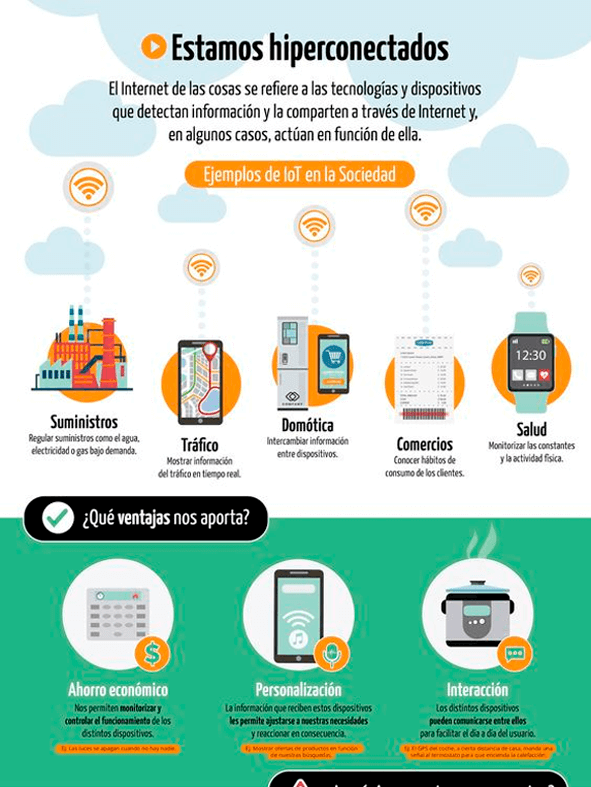 Estamos hiperconectados
El Internet de las cosas se refiere a las tecnologías y dispositivos
que detectan información y la comparten a través de Internet y,
en algunos casos, actúan en función de ella.
Ejemplos de IoT en la Sociedad
Suministros
Regular suministros como el agua,
electricidad o gas bajo demanda.
Tráfico
Mostrar información
del tráfico en tiempo real.
COMPANY
Domótica
Intercambiar información
entre dispositivos.
Comercios
Conocer hábitos de
consumo de los clientes.
12:30
Salud
Monitorizar las constantes
y la actividad física.
¿Qué ventajas nos aporta?
$
Ahorro económico
Nos permiten monitorizar y
controlar el funcionamiento de los
distintos dispositivos.
Ej: Las luces se apagan cuando no hay nadie.
Personalización
La información que reciben estos dispositivos
les permite ajustarse a nuestras necesidades
y reaccionar en consecuencia.
Ej: Mostrar ofertas de productos en función
de nuestras búsquedas.
Interacción
Los distintos dispositivos
pueden comunicarse entre ellos
para facilitar el día a día del usuario.
Ej: El GPS del coche, a cierta distancia de casa, manda una
señal al termostato para que encienda la calefacción.